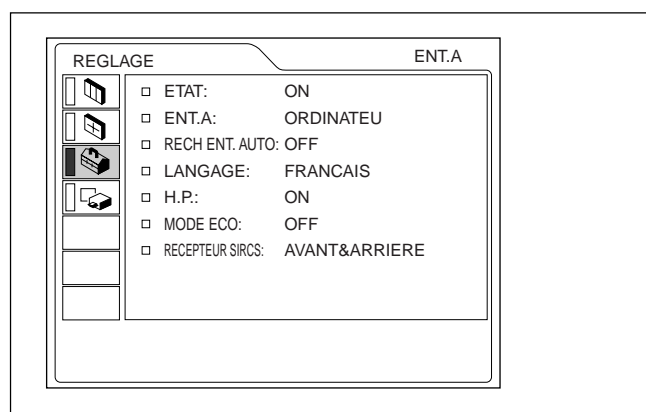 REGLAGE ENT.A
ETAT: ON
ENT.A: ORDINATEU
RECH ENT. AUTO: OFF
LANGAGE: FRANCAIS
H.P.: ON
MODE ECO: OFF
RECEPTEUR SIRCS: AVANT&ARRIERE